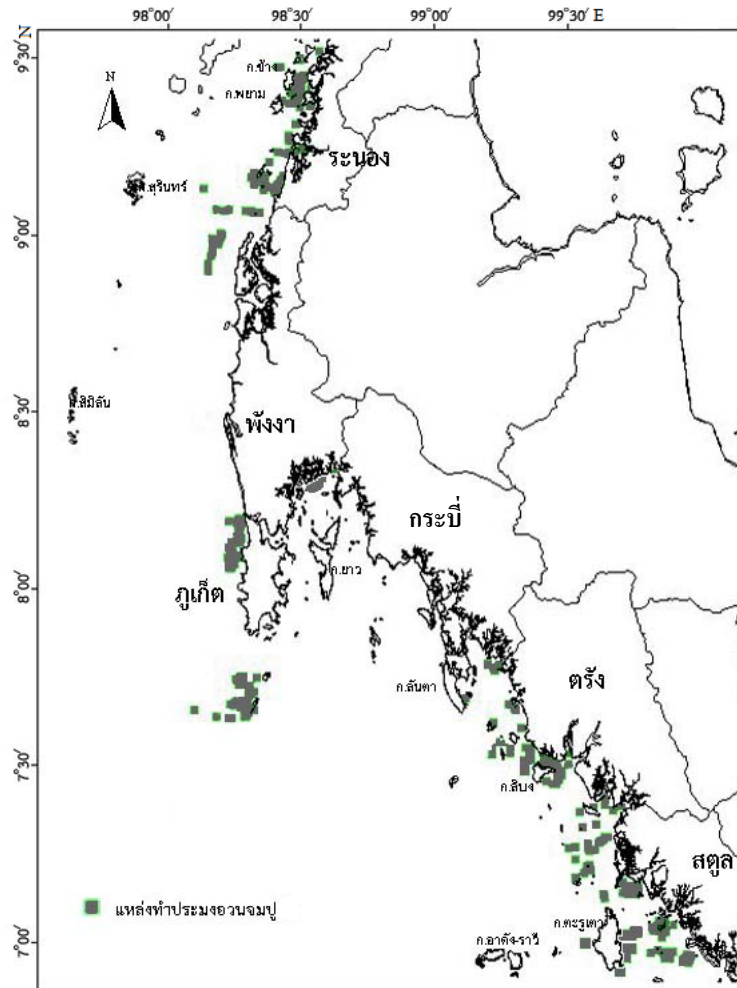 98°00′ 98°30′ 99°00′ 99°30′ E
N
9°30′
N
ก.ช้าง
ก.พยาม
ระนอง
ก.สุรินทร์
9°00′
ก.สิมิลัน
8°30′
พังงา
กระบี่
ก.ยาว
8°00′
ภูเก็ต
ก.ลันตา
ตรัง
7°30′
ก.ลิบง
สตูล
แหล่งทำประมงอวนจมปู
ก.ตะรุเตา
7°00′
ก.อาดัง-ราวี